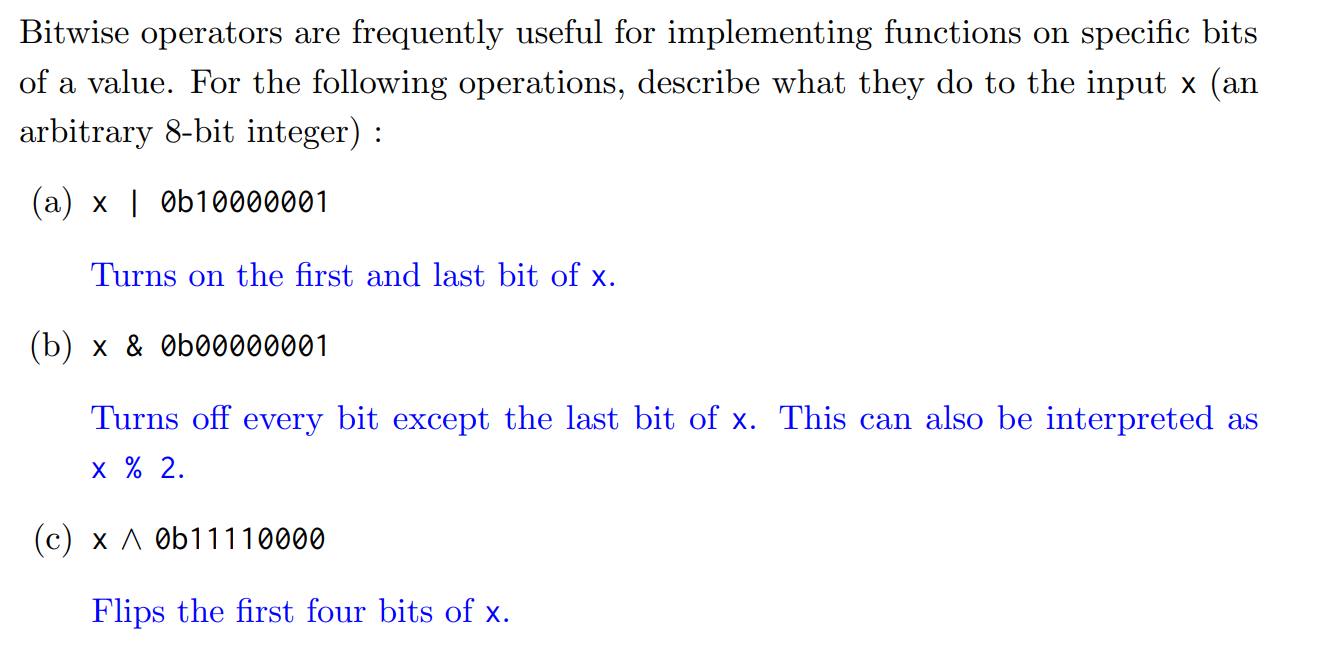 Bitwise operators are frequently useful for implementing functions on specific bits
of a value. For the following operations, describe what they do to the input x (an
arbitrary 8-bit integer) :
(a) x | 0b10000001
Turns on the first and last bit of x.
(b) x & 0b00000001
Turns off every bit except the last bit of x. This can also be interpreted as
x % 2.
(c) x ∧ 0b11110000
Flips the first four bits of x.